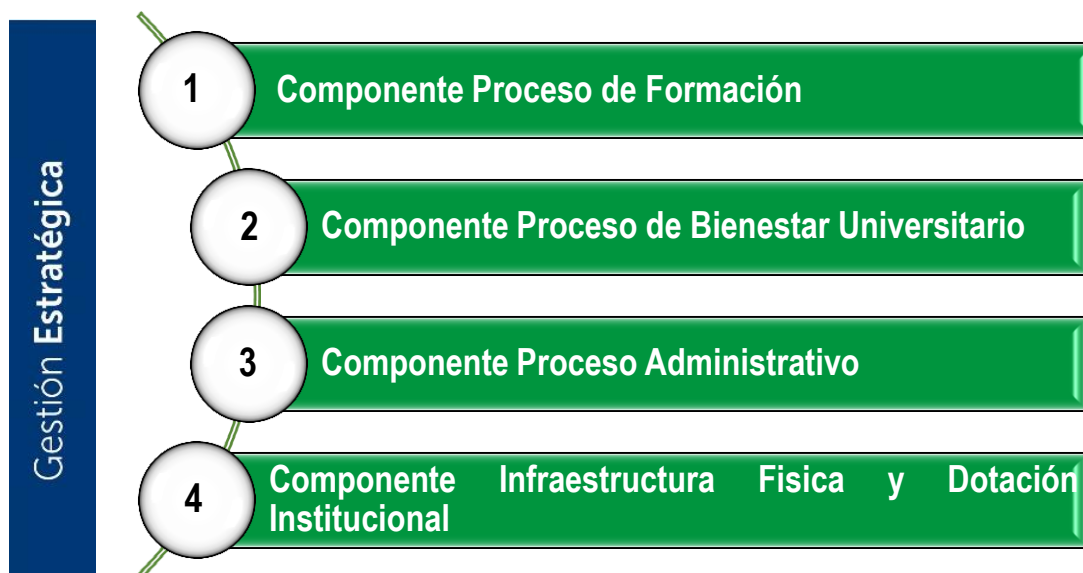 Gestión Estratégica
1
Componente Proceso de Formación
2
Componente Proceso de Bienestar Universitario
3
Componente Proceso Administrativo
4
Componente Infraestructura Fisica y Dotación
Institucional